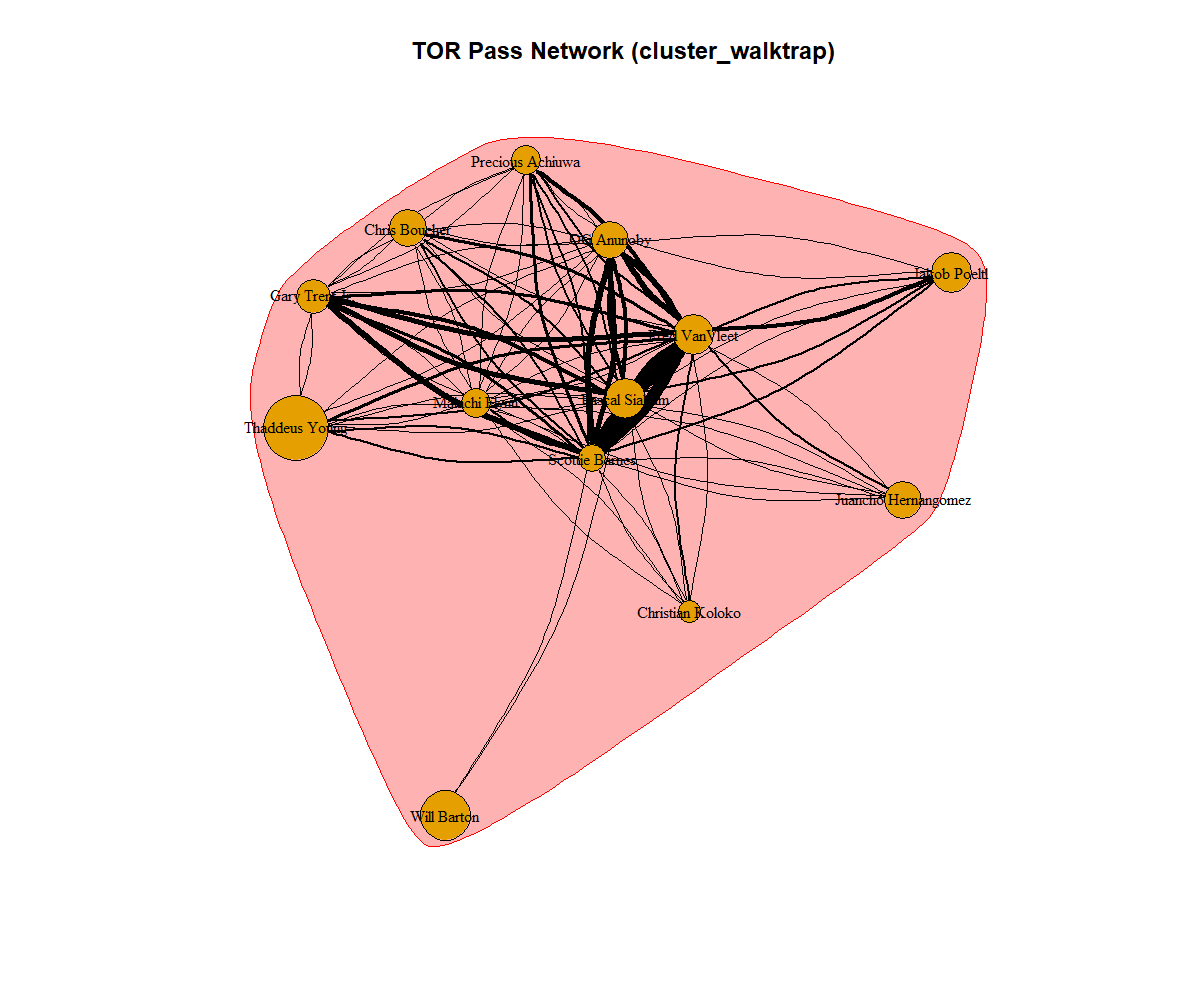 TOR Pass Network (cluster_walktrap)
Precious Achiuwa
Chris Boucher
OG Anunoby
Jakob Poeltl
Gary Trent Jr.
Fred VanVleet
Pascal Siakam
Malachi Flynn
Thaddeus Young
Scottie Barnes
Juancho Hernangomez
Christian Koloko
Will Barton